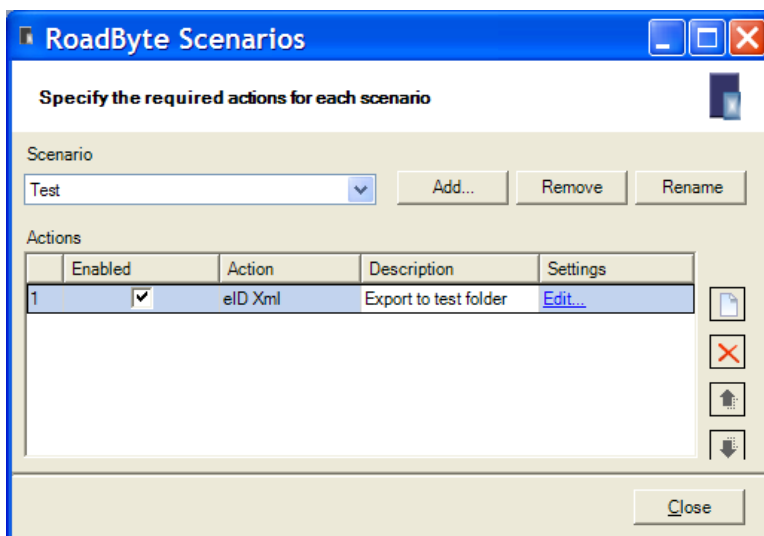 RoadByte Scenarios
Specify the required actions for each scenario
Scenario
Test Add... Remove Rename
Actions
Enabled Action Description Settings
1 eID Xml Export to test folder Edit...
Close